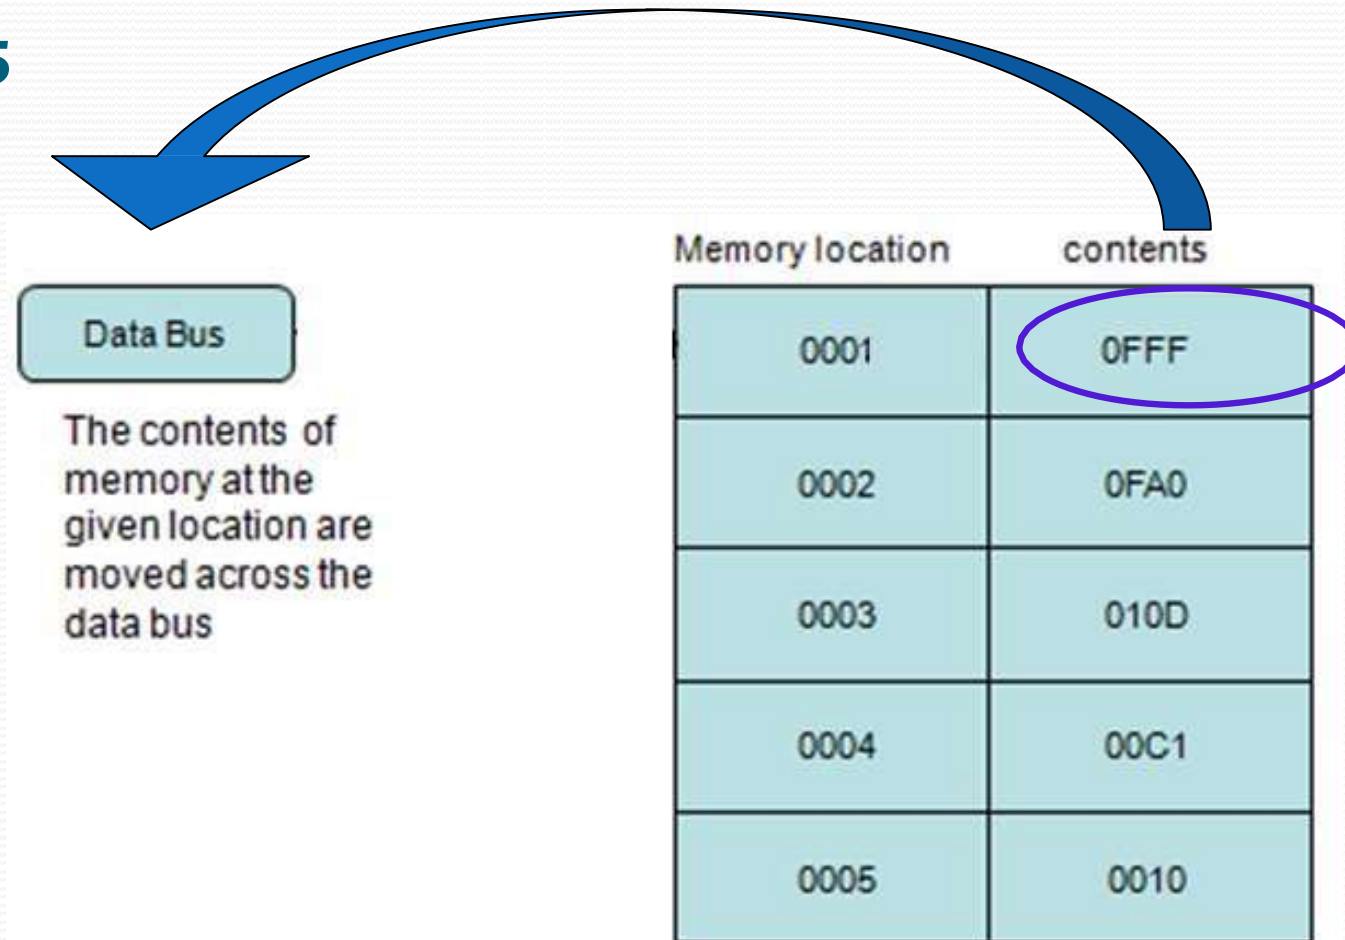 5
Memory location contents
Data Bus
0001 0FFF
The contents of
memory at the
given location are
moved across the
data bus
0002 0FA0
0003 010D
0004 00C1
0005 0010